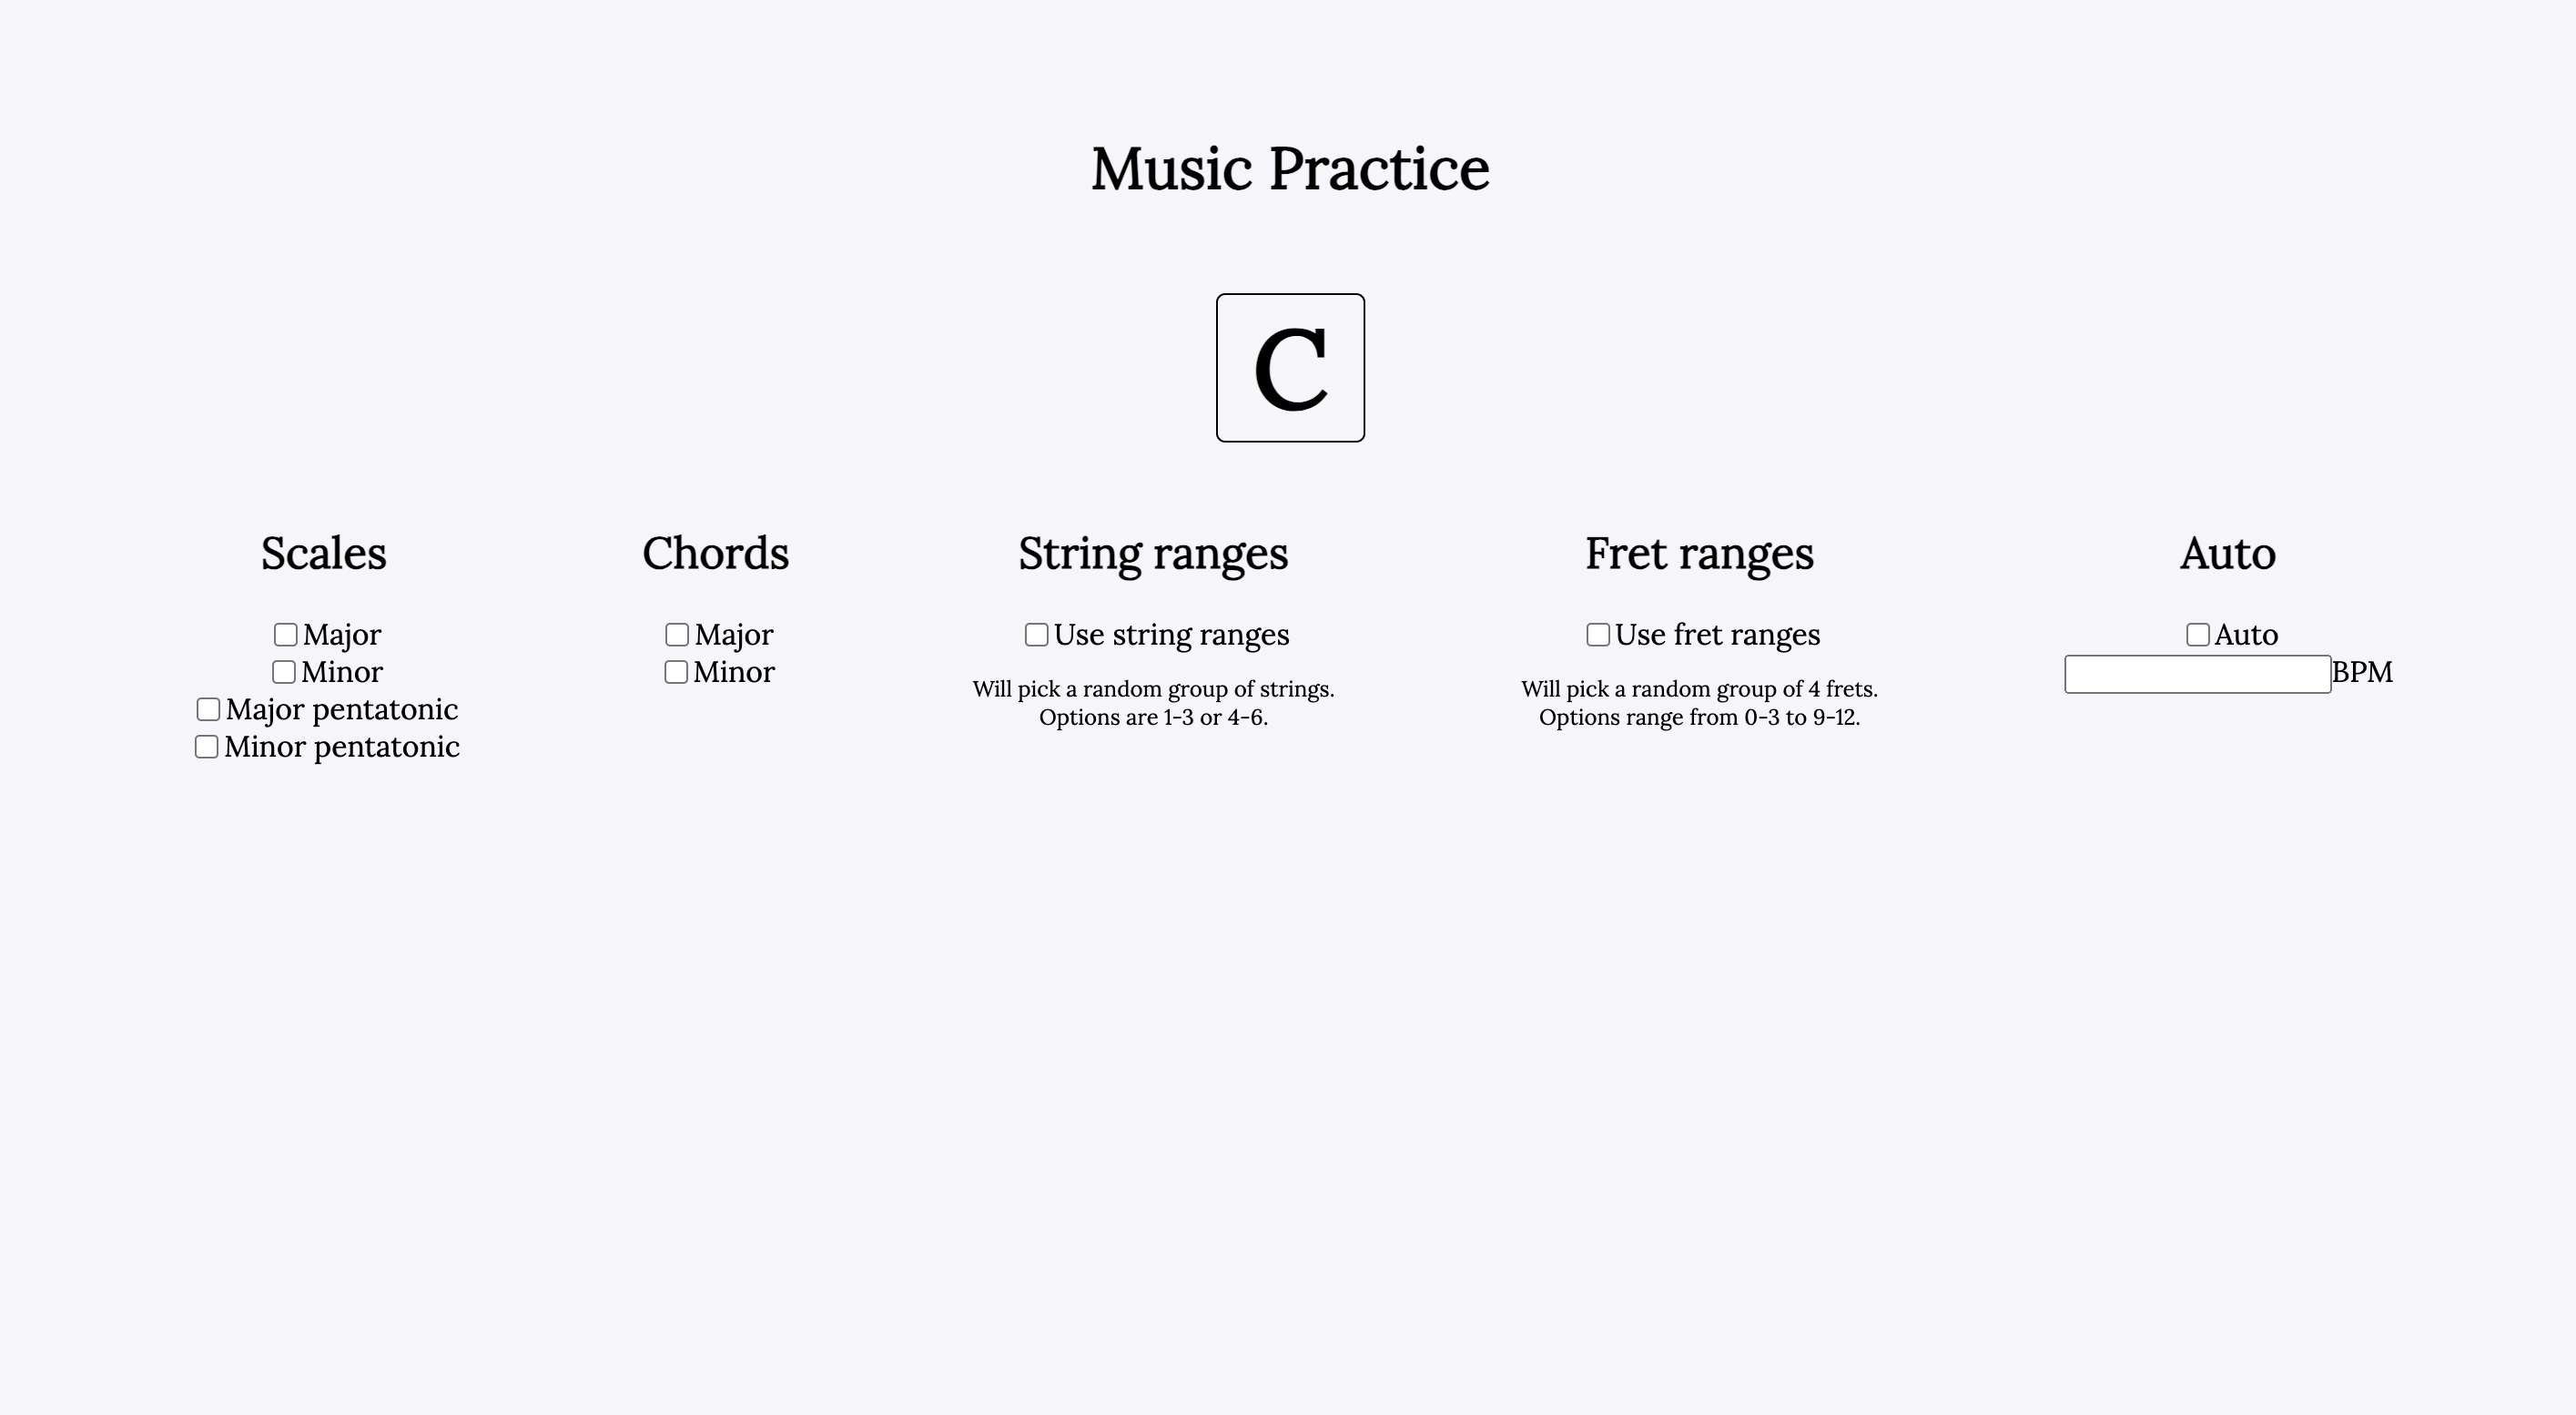 Music Practice
C
Scales
Major
Minor
Major pentatonic
Minor pentatonic
Chords
Major
Minor
String ranges
Use string ranges
Will pick a random group of strings.
Options are 1-3 or 4-6.
Fret ranges
Use fret ranges
Will pick a random group of 4 frets.
Options range from 0-3 to 9-12.
Auto
Auto
BPM